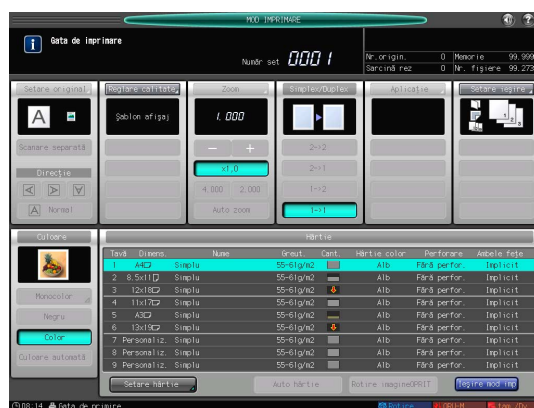 MOD IMPRIMARE
Gata de imprimare
Număr set 0001
Nr.origin. 0 Memorie 99.999
Sarcină rez 0 Nr. fişiere 99.273
Setare original
Reglare calitate
Zoom
Simplex/Duplex
Aplicaţie
Setare ieşire
A
Şablon afişaj
1. 000
1 2 3
Scanare separată
- +
2->2
Direcţie
x1,0
2->1
4.000 2.000
1->2
A Normal
Auto zoom
1->1
Culoare
Hârtie
Tavă Dimens. Nume Greut. Cant. Hârtie color Perforare Ambele feţe
1 A4 Simplu 55-61g/m2 Alb Fără perfor. Implicit
2 8.5x11 Simplu 55-61g/m2 Alb Fără perfor. Implicit
3 12x18 Simplu 55-61g/m2 Alb Fără perfor. Implicit
4 11x17 Simplu 55-61g/m2 Alb Fără perfor. Implicit
5 A3 Simplu 55-61g/m2 Alb Fără perfor. Implicit
6 13x19 Simplu 55-61g/m2 Alb Fără perfor. Implicit
7 Personaliz. Simplu 55-61g/m2 Alb Fără perfor. Implicit
8 Personaliz. Simplu 55-61g/m2 Alb Fără perfor. Implicit
9 Personaliz. Simplu 55-61g/m2 Alb Fără perfor. Implicit
Monocolor
Negru
Color
Culoare automată
Setare hârtie
Auto hârtie
Rotire imagineOPRIT
Ieşire mod imp
08:14 Gata de primire
Rotire